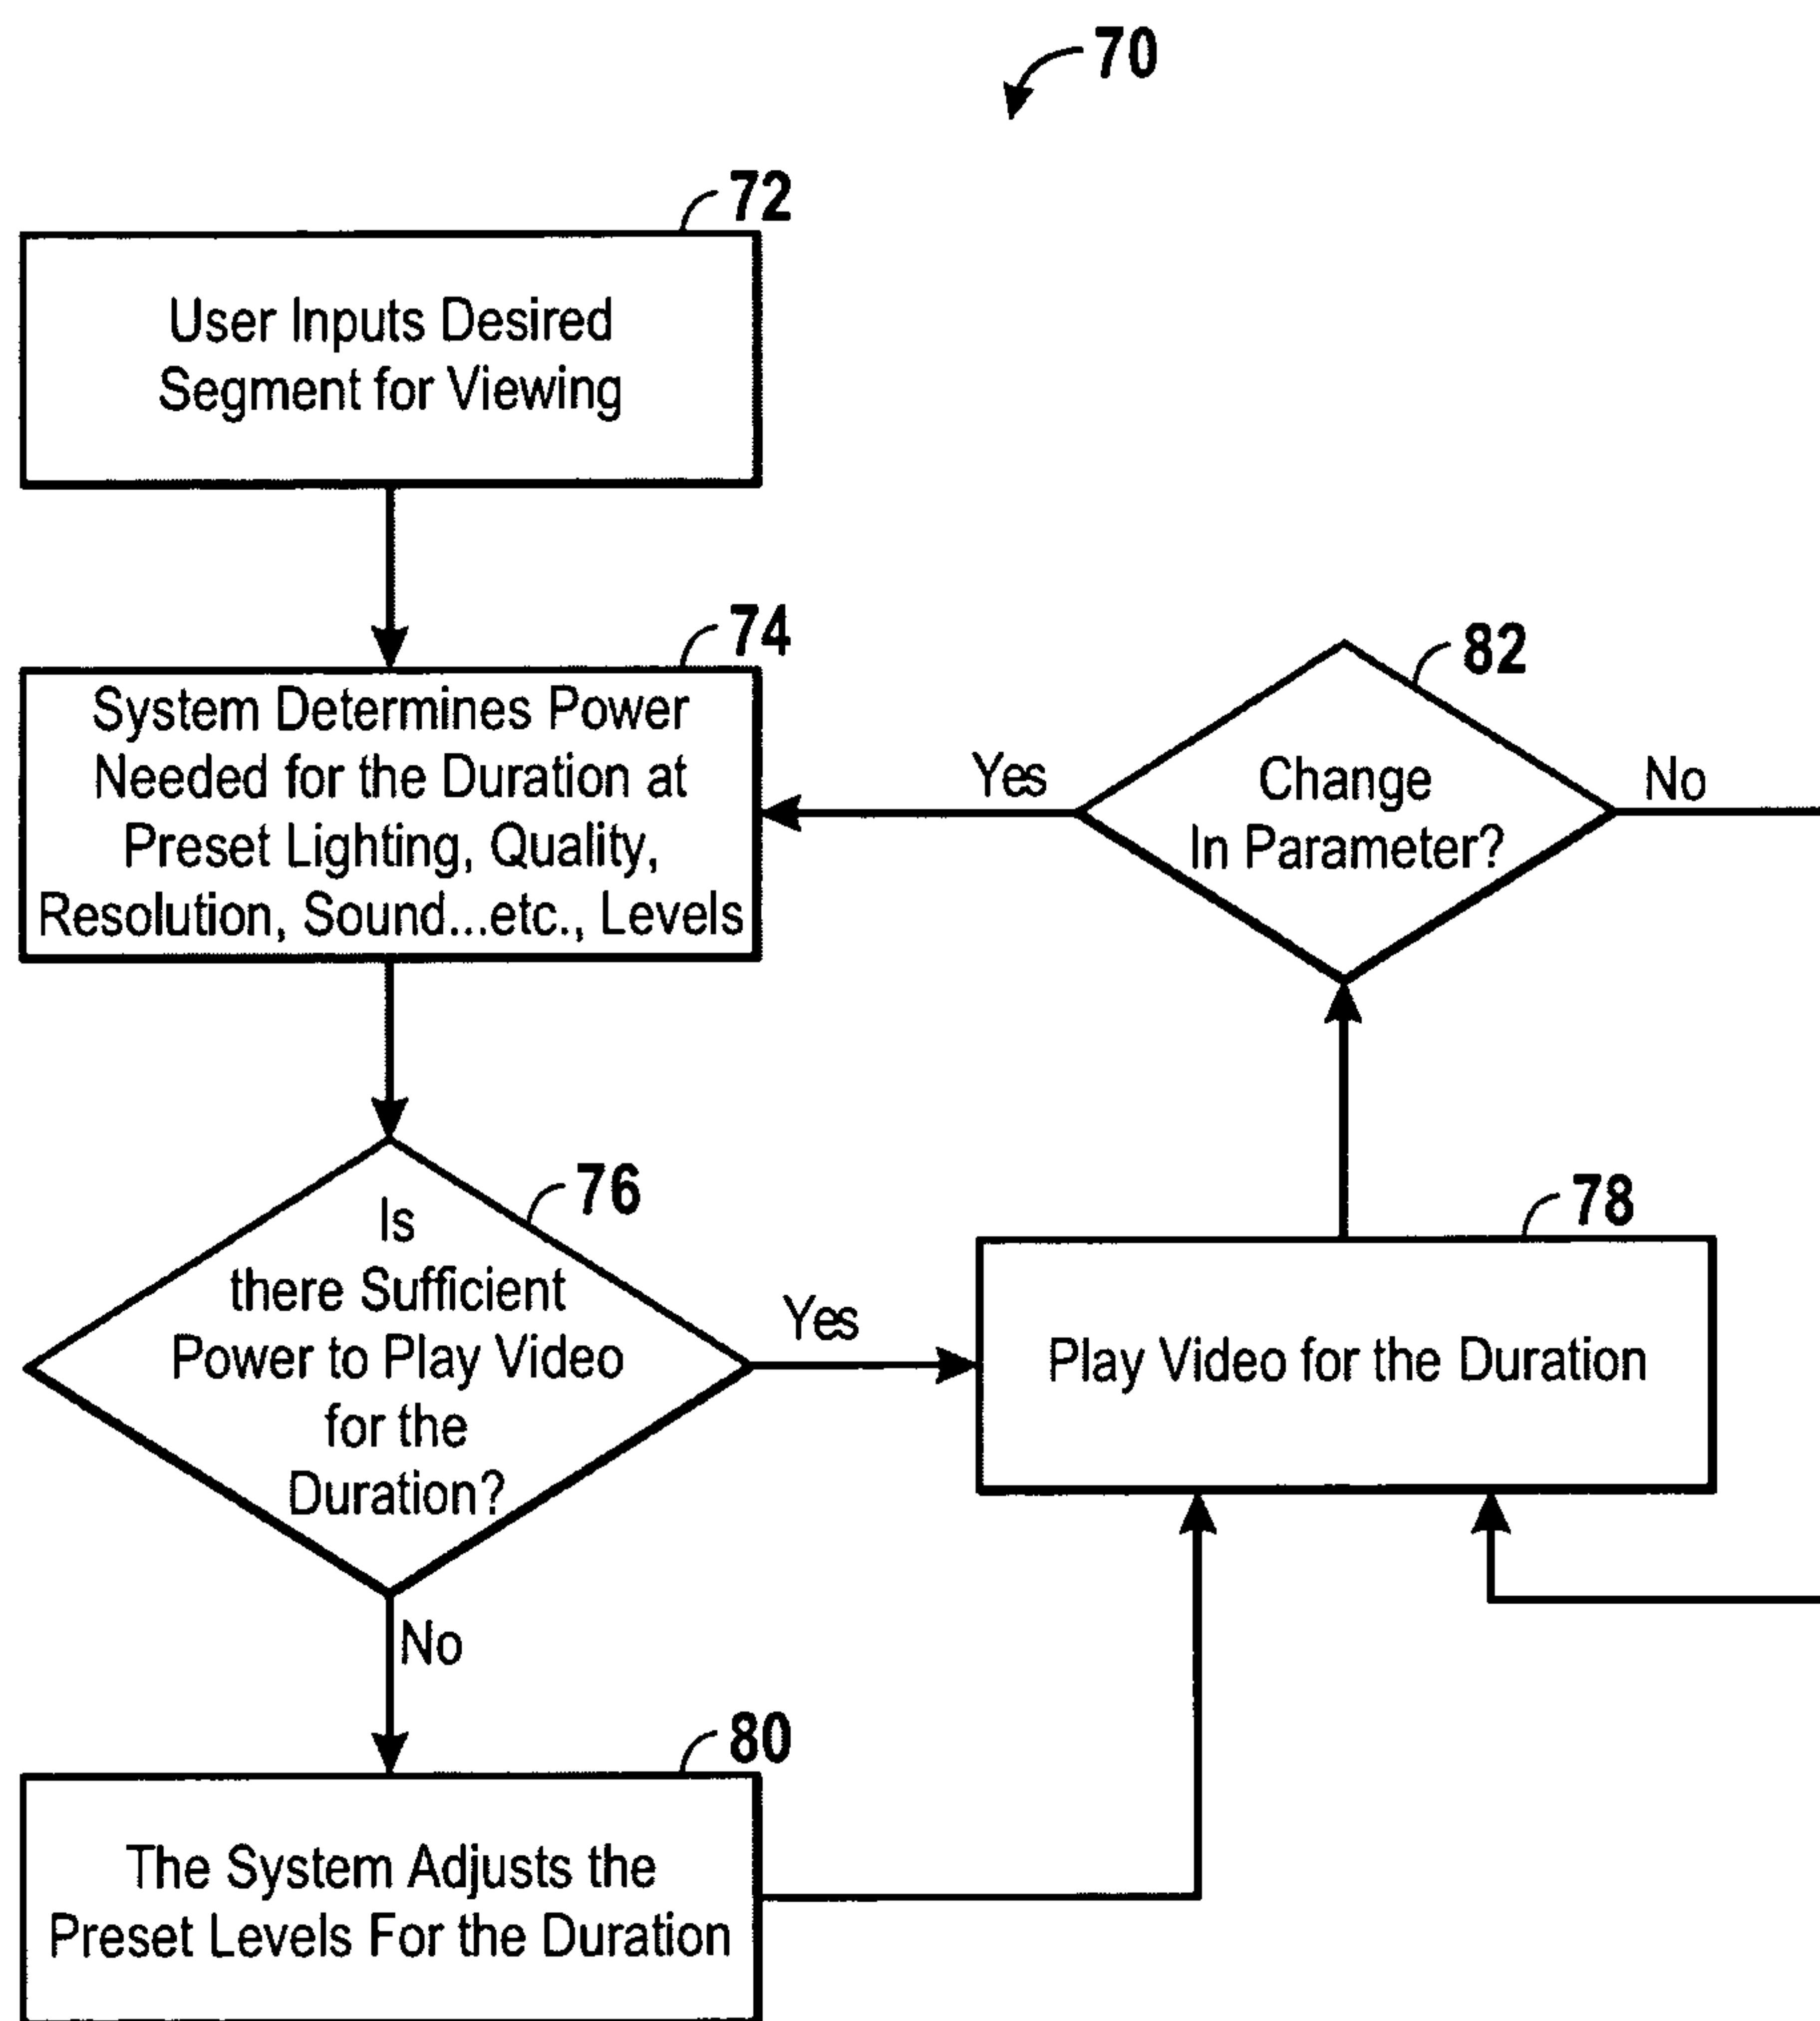 70
72
User Inputs Desired
Segment for Viewing
74
System Determines Power
Needed for the Duration at
Preset Lighting, Quality,
Resolution, Sound...etc., Levels
82
Change
In Parameter?
Yes
No
76
Is
there Sufficient
Power to Play Video
for the
Duration?
Yes
No
78
Play Video for the Duration
80
The System Adjusts the
Preset Levels For the Duration